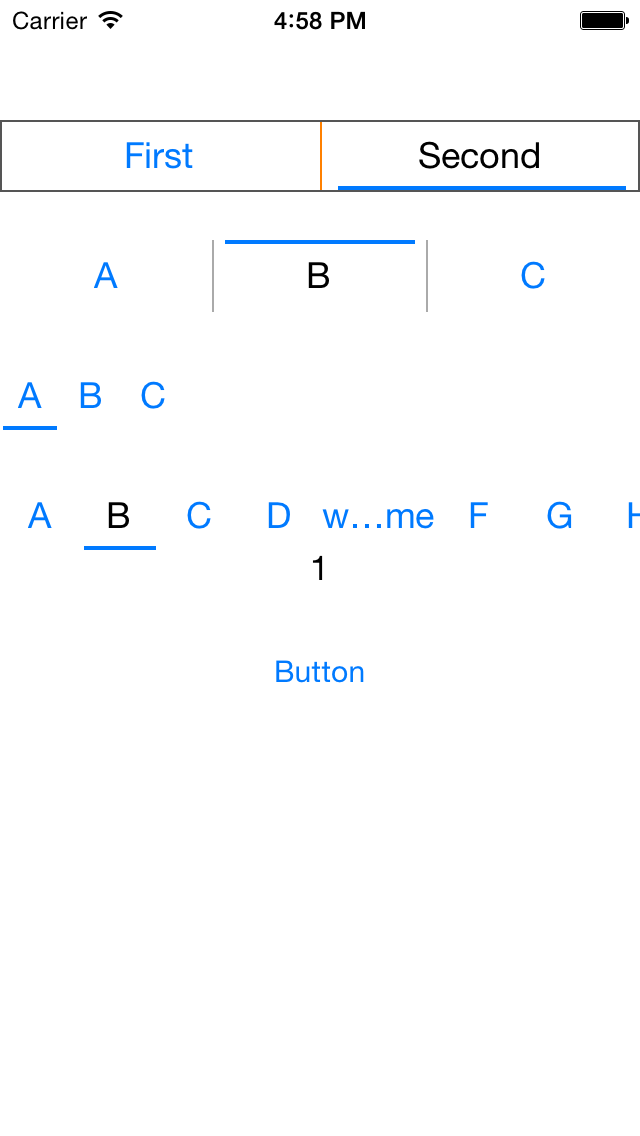 Carrier 4:58 PM
First Second
A B C
A B C
A B C D w...me F G H
1
Button